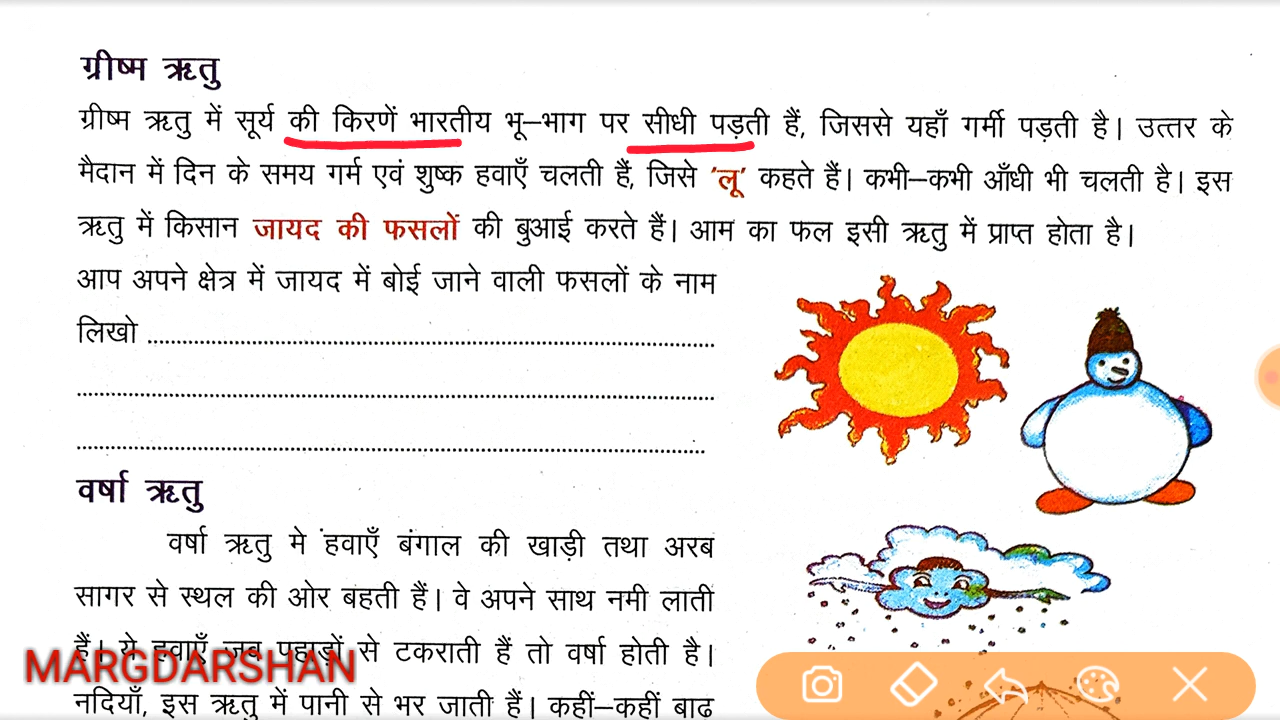 ग्रीष्म ऋतु
ग्रीष्म ऋतु में सूर्य की किरणें भारतीय भू–भाग पर सीधी पड़ती हैं, जिससे यहाँ गर्मी पड़ती है। उत्तर के
मैदान में दिन के समय गर्म एवं शुष्क हवाएँ चलती हैं, जिसे 'लू' कहते हैं। कभी–कभी आँधी भी चलती है। इस
ऋतु में किसान जायद की फसलों की बुआई करते हैं। आम का फल इसी ऋतु में प्राप्त होता है।
आप अपने क्षेत्र में जायद में बोई जाने वाली फसलों के नाम
लिखो ................................................................
................................................................
................................................................
वर्षा ऋतु
वर्षा ऋतु मे हवाएँ बंगाल की खाड़ी तथा अरब
सागर से स्थल की ओर बहती हैं। वे अपने साथ नमी लाती
हैं। ये हवाएँ जब पहाड़ों से टकराती हैं तो वर्षा होती है।
नदियाँ, इस ऋतु में पानी से भर जाती हैं। कहीं–कहीं बाढ़
MARGDARSHAN